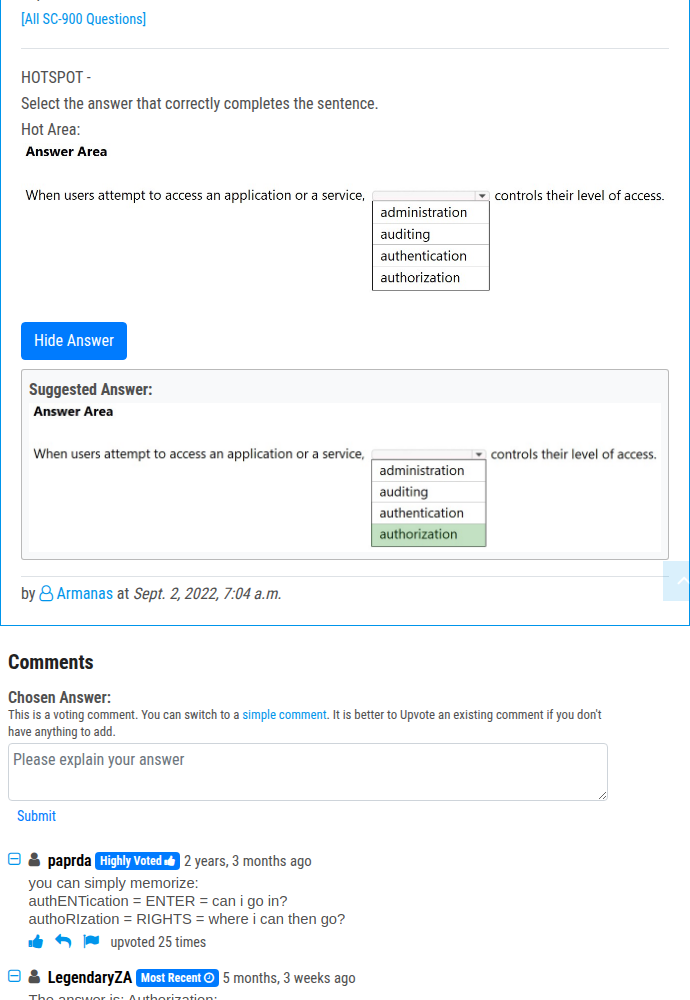 [All SC-900 Questions]
HOTSPOT -
Select the answer that correctly completes the sentence.
Hot Area:
Answer Area
When users attempt to access an application or a service, controls their level of access.
administration
auditing
authentication
authorization
Hide Answer
Suggested Answer:
Answer Area
When users attempt to access an application or a service, controls their level of access.
administration
auditing
authentication
authorization
by Armanas at Sept. 2, 2022, 7:04 a.m.
Comments
Chosen Answer:
This is a voting comment. You can switch to a simple comment. It is better to Upvote an existing comment if you don't
have anything to add.
Please explain your answer
Submit
paprda Highly Voted 2 years, 3 months ago
you can simply memorize:
authENTication = ENTER = can i go in?
authoRIzation = RIGHTS = where i can then go?
upvoted 25 times
LegendaryZA Most Recent 5 months, 3 weeks ago
The answer is: Authorization: